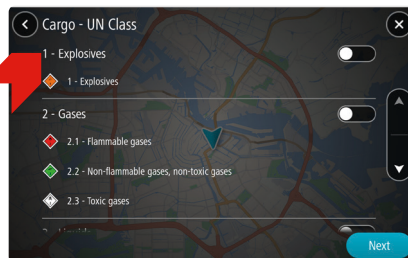 Cargo - UN Class
1 - Explosives
1 - Explosives
2 - Gases
2.1 - Flammable gases
2.2 - Non-flammable gases, non-toxic gases
2.3 - Toxic gases
Next